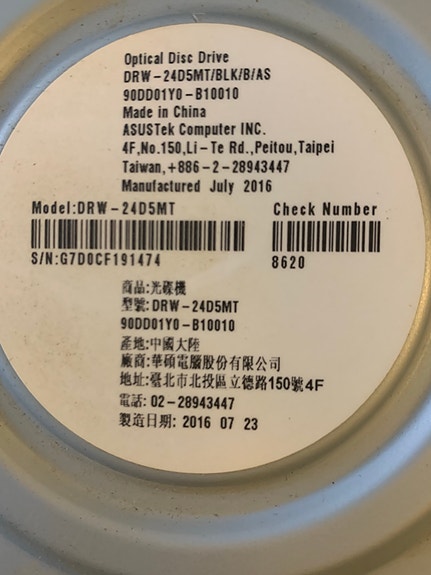 Optical Disc Drive
DRW-24D5MT/BLK/B/AS
90DD01Y0-B10010
Made in China
ASUSTek Computer INC.
4F,No.150,Li-Te Rd.,Peitou,Taipei
Taiwan,+886-2-28943447
Manufactured July 2016
Model:DRW-24D5MT
Check Number
S/N:G7D0CF191474
8620
商品:光碟機
型號:DRW-24D5MT
90DD01Y0-B10010
產地:中國大陸
廠商:華碩電腦股份有限公司
地址:臺北市北投區立德路150號4F
電話:02-28943447
製造日期:2016 07 23